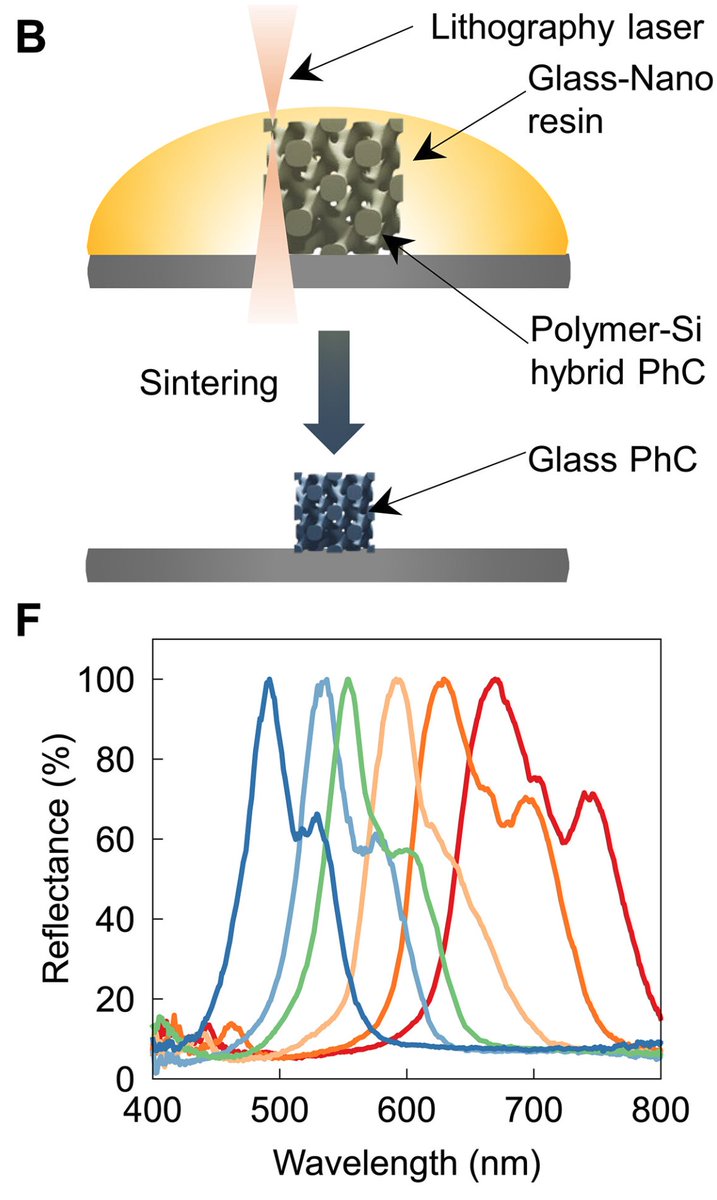 B
Lithography laser
Glass-Nano
resin
Polymer-Si
hybrid PhC
Sintering
Glass PhC
F
100
80
60
40
20
0
Reflectance (%)
400 500 600 700 800
Wavelength (nm)